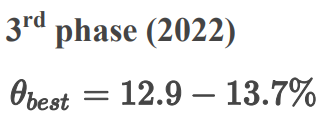 3rd phase (2022)
θbest = 12.9 − 13.7%